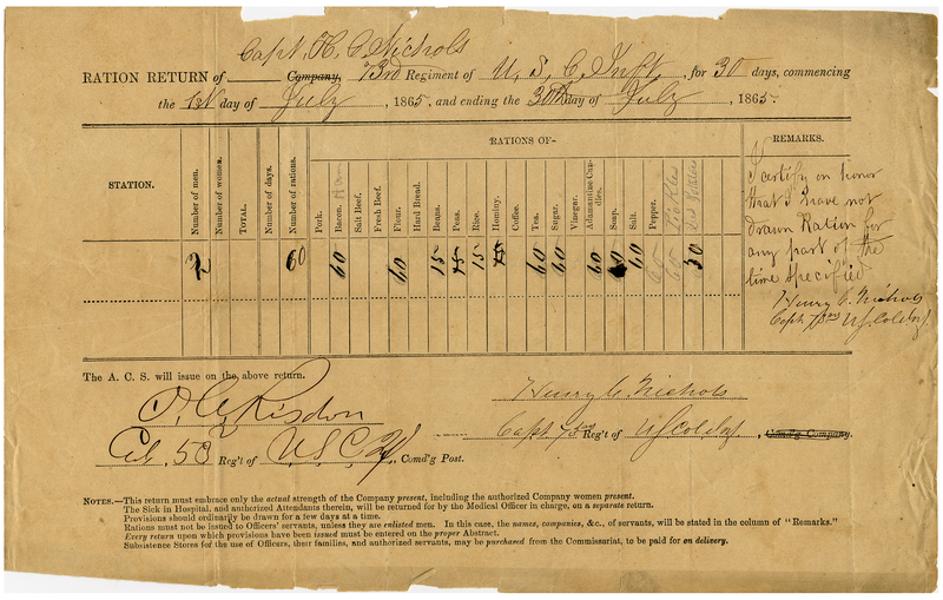 Capt. H. C. Nichols
RATION RETURN of Company, 73rd Regiment of U. S. C. Inft. , for 30 days, commencing
the 1st day of July , 1865, and ending the 30th day of July , 1865.
STATION.
Number of men.
Number of women.
TOTAL.
Number of days.
Number of rations.
RATIONS OF-
Pork.
Bacon. Ham
Salt Beef.
Fresh Beef.
Flour.
Hard Bread.
Beans.
Peas.
Rice.
Hominy.
Coffee.
Tea.
Sugar.
Vinegar.
Adamantine Candles.
Soap.
Salt.
Pepper.
Pickles
Potatoes
REMARKS.
2 60 60 60 15 15 15 15 60 60 60 60 60 60 30
I certify on honor
that I have not
drawn Ration for
any part of the
time specified
Henry C. Nichols
Capt 73rd US Col Inf.
The A. C. S. will issue on the above return.
Risdon
Col. 53 Reg't of U.S.C. , Comd'g Post.
Henry C. Nichols
Capt 73rd Reg't of US Col Inf. , Comd'g Company.
NOTES.—This return must embrace only the actual strength of the Company present, including the authorized Company women present.
The Sick in Hospital, and authorized Attendants therein, will be returned for by the Medical Officer in charge, on a separate return.
Provisions should ordinarily be drawn for a few days at a time.
Rations must not be issued to Officers' servants, unless they are enlisted men. In this case, the names, companies, &c., of servants, will be stated in the column of "Remarks."
Every return upon which provisions have been issued must be entered on the proper Abstract.
Subsistence Stores for the use of Officers, their families, and authorized servants, may be purchased from the Commissariat, to be paid for on delivery.